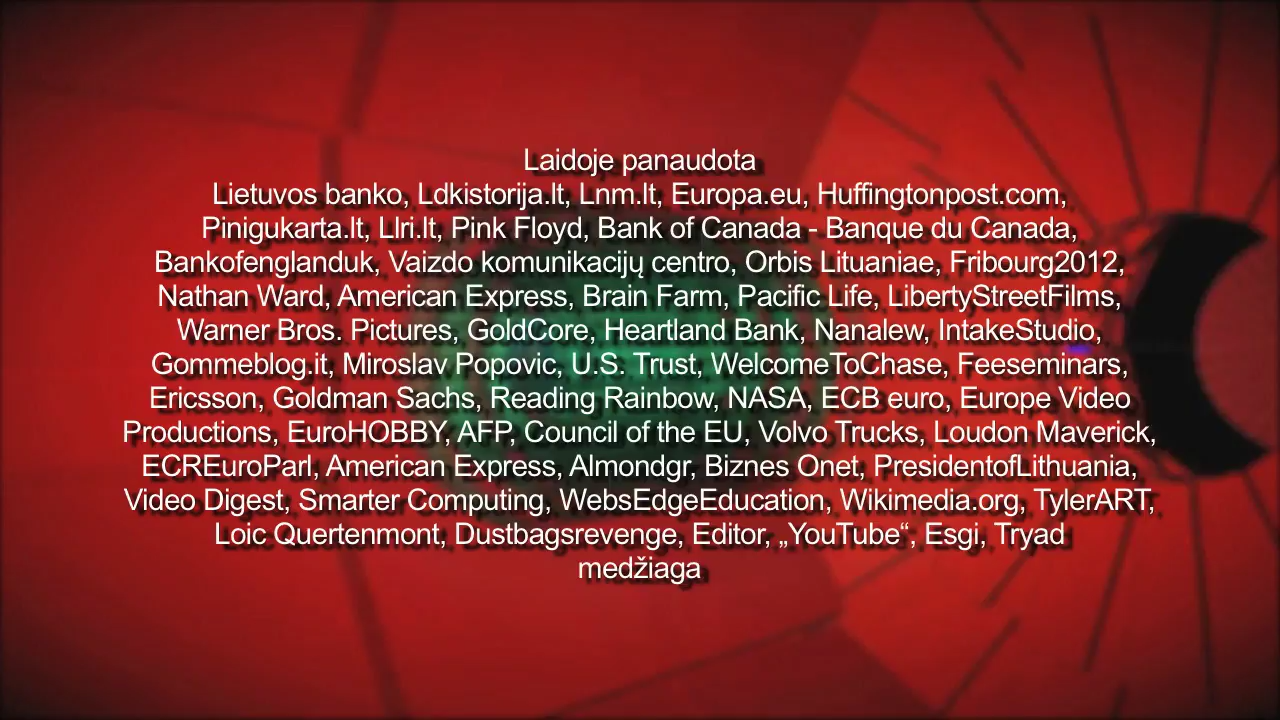 Laidoje panaudota
Lietuvos banko, Ldkistorija.lt, Lnm.lt, Europa.eu, Huffingtonpost.com,
Pinigukarta.lt, Llri.lt, Pink Floyd, Bank of Canada - Banque du Canada,
Bankofenglanduk, Vaizdo komunikacijų centro, Orbis Lituaniae, Fribourg2012,
Nathan Ward, American Express, Brain Farm, Pacific Life, LibertyStreetFilms,
Warner Bros. Pictures, GoldCore, Heartland Bank, Nanalew, IntakeStudio,
Gommeblog.it, Miroslav Popovic, U.S. Trust, WelcomeToChase, Feeseminars,
Ericsson, Goldman Sachs, Reading Rainbow, NASA, ECB euro, Europe Video
Productions, EuroHOBBY, AFP, Council of the EU, Volvo Trucks, Loudon Maverick,
ECREuroParl, American Express, Almondgr, Biznes Onet, PresidentofLithuania,
Video Digest, Smarter Computing, WebsEdgeEducation, Wikimedia.org, TylerART,
Loic Quertenmont, Dustbagsrevenge, Editor, „YouTube“, Esgi, Tryad
medžiaga